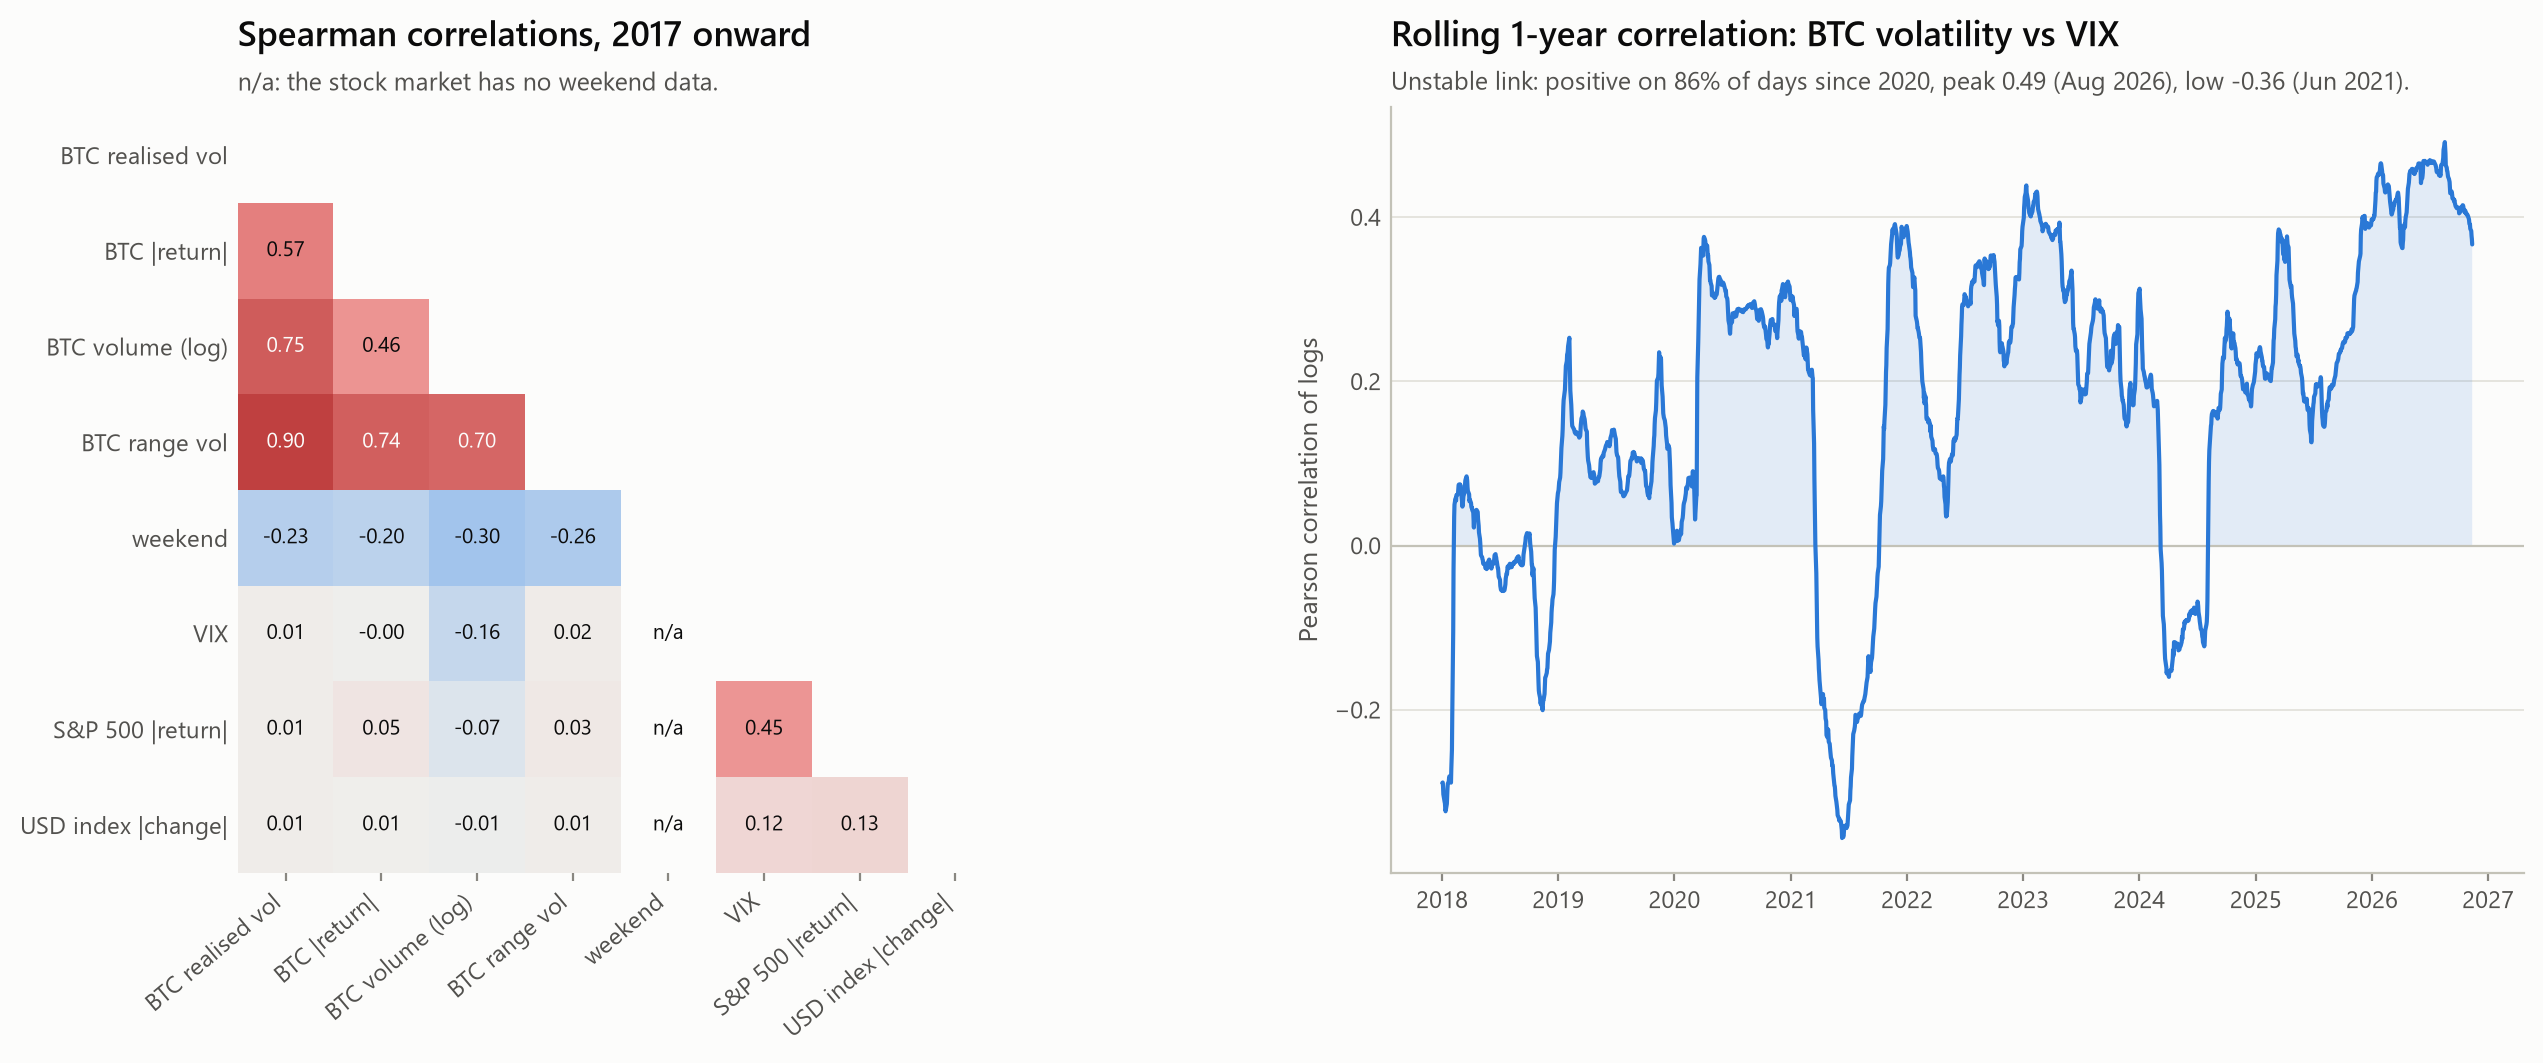 Spearman correlations, 2017 onward
n/a: the stock market has no weekend data.
BTC realised vol
BTC |return| 0.57
BTC volume (log) 0.75 0.46
BTC range vol 0.90 0.74 0.70
weekend -0.23 -0.20 -0.30 -0.26
VIX 0.01 -0.00 -0.16 0.02 n/a
S&P 500 |return| 0.01 0.05 -0.07 0.03 n/a 0.45
USD index |change| 0.01 0.01 -0.01 0.01 n/a 0.12 0.13
BTC realised vol
BTC |return|
BTC volume (log)
BTC range vol
weekend
VIX
S&P 500 |return|
USD index |change|
Rolling 1-year correlation: BTC volatility vs VIX
Unstable link: positive on 86% of days since 2020, peak 0.49 (Aug 2026), low -0.36 (Jun 2021).
Pearson correlation of logs
0.4
0.2
0.0
−0.2
2018 2019 2020 2021 2022 2023 2024 2025 2026 2027